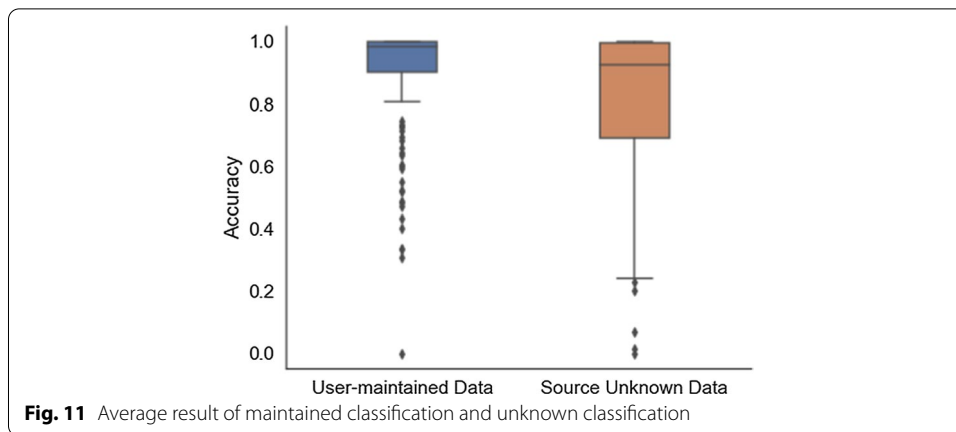 1.0
0.8
0.6
0.4
0.2
0.0
Accuracy
User-maintained Data
Source Unknown Data
Fig. 11 Average result of maintained classification and unknown classification